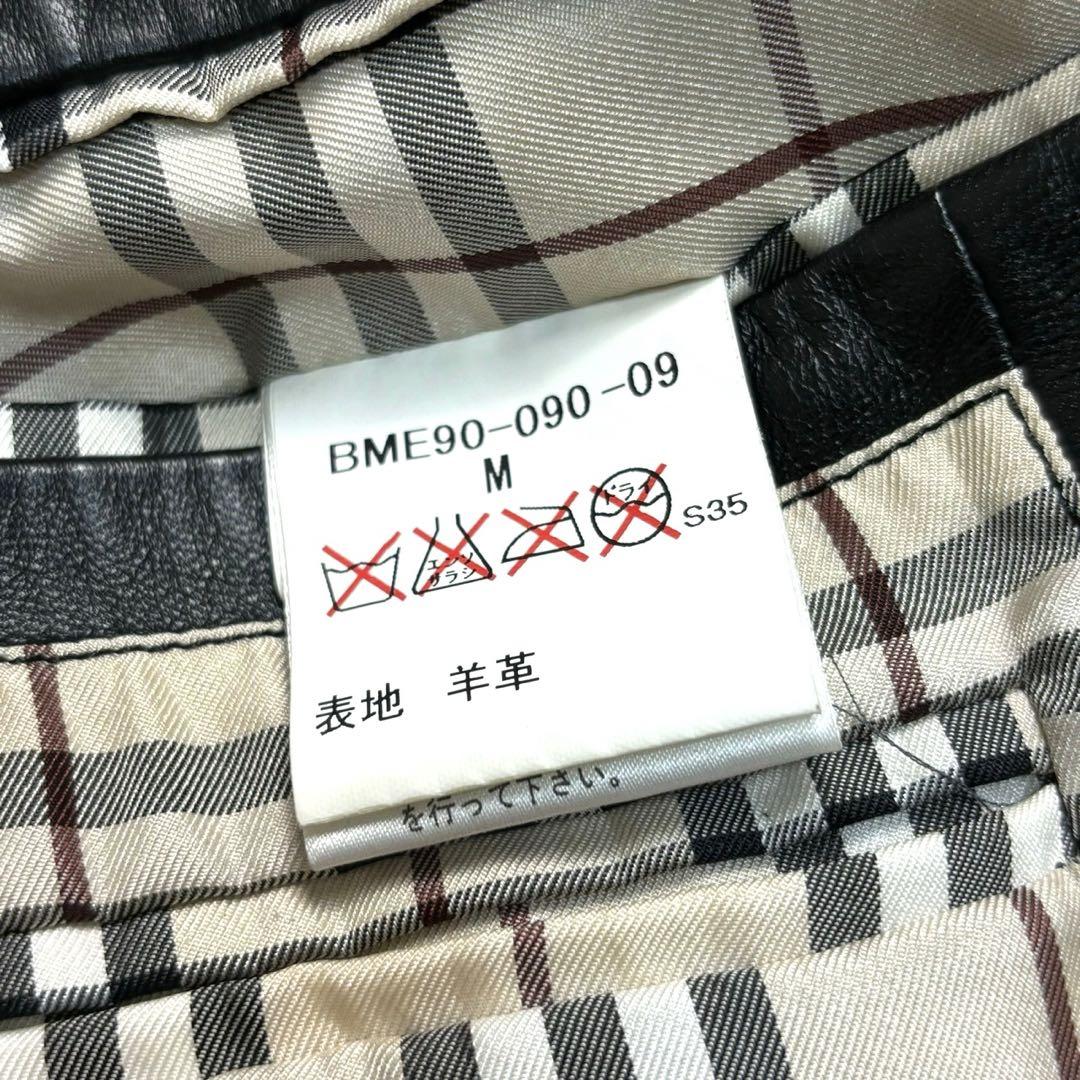 BME90-090-09
M
エンソ
サラシ
ドライ
S35
表地 羊革
を行って下さい。